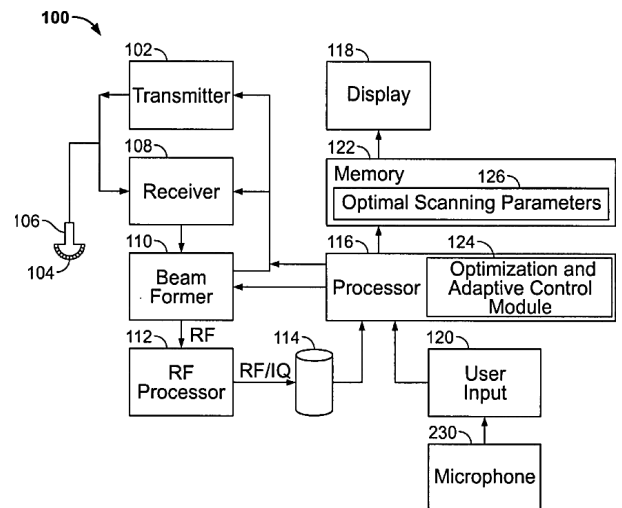 100
102
Transmitter
108
Receiver
106
104
110
Beam
Former
RF
112
RF
Processor
RF/IQ
114
118
Display
122
Memory
126
Optimal Scanning Parameters
116
Processor
124
Optimization and
Adaptive Control
Module
120
User
Input
230
Microphone